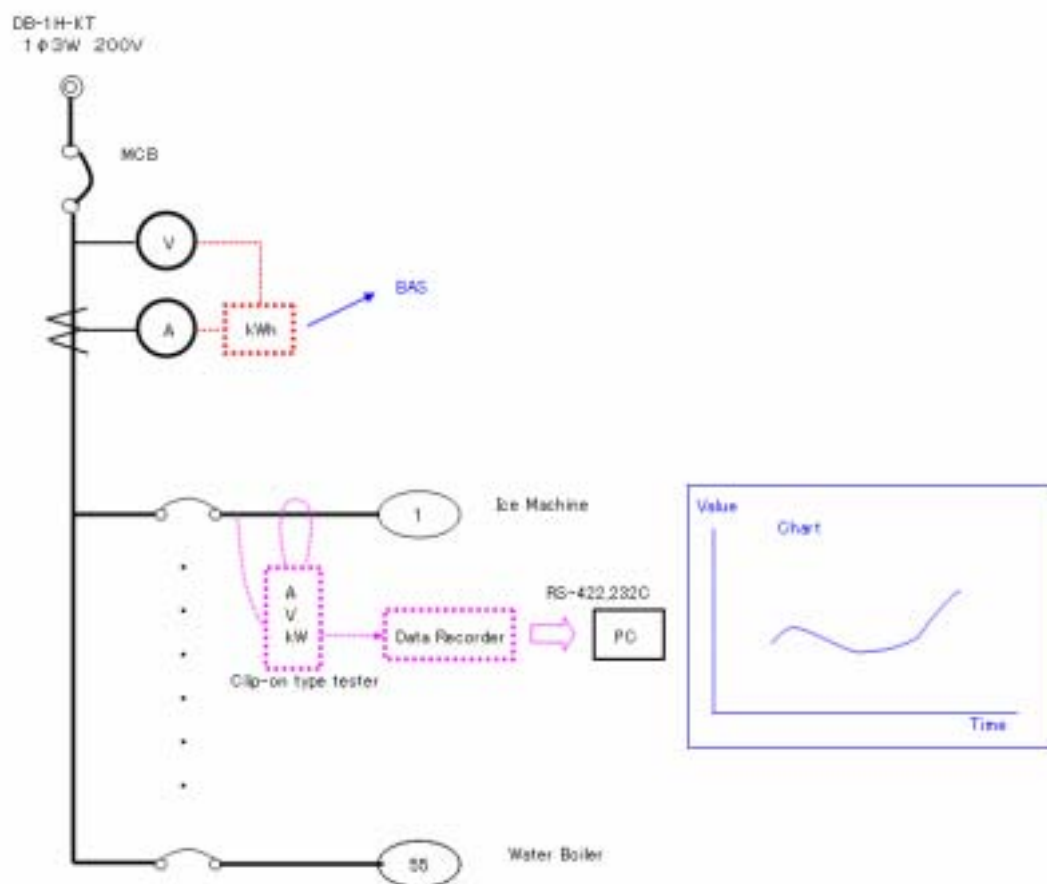 DB-1H-KT
1φ3W 200V
MCB
V
BAS
A
kWh
1
Ice Machine
Value
Chart
A
V
kW
RS-422,232C
Data Recorder
PC
Clip-on type tester
Time
55
Water Boiler